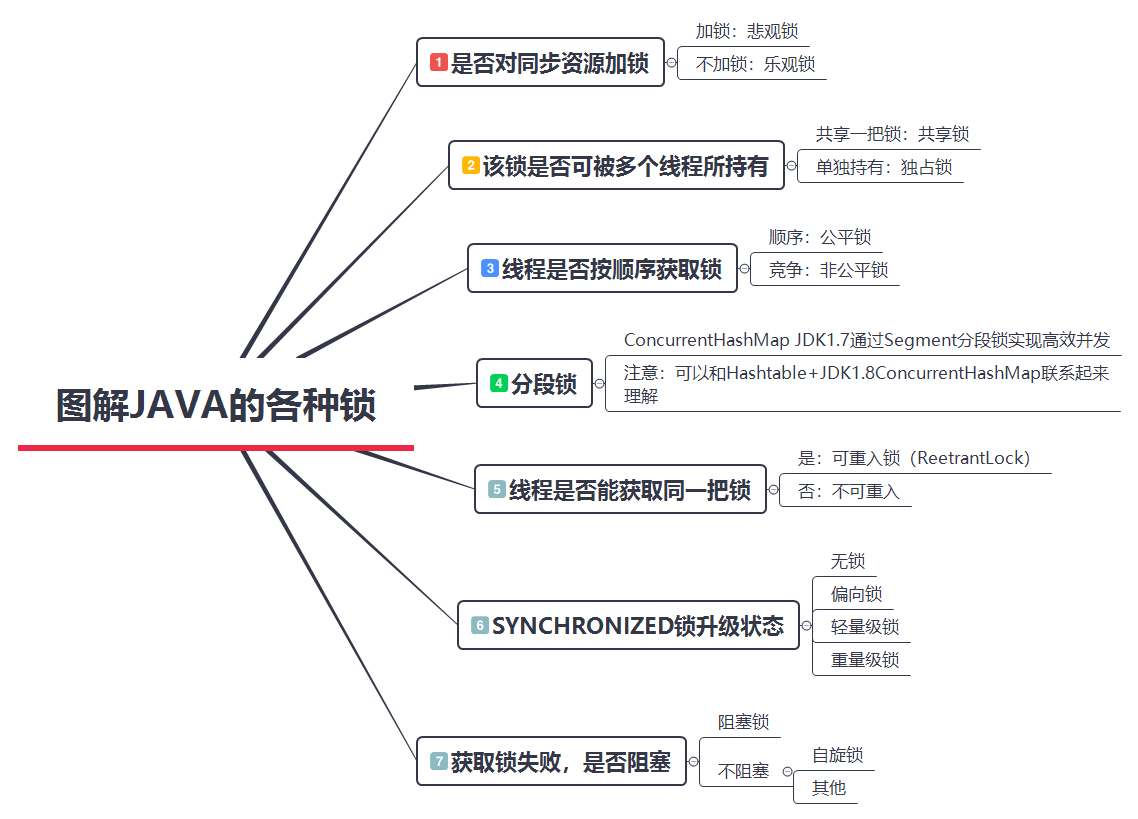 加锁：悲观锁
1 是否对同步资源加锁
不加锁：乐观锁
共享一把锁：共享锁
2 该锁是否可被多个线程所持有
单独持有：独占锁
顺序：公平锁
3 线程是否按顺序获取锁
竞争：非公平锁
ConcurrentHashMap JDK1.7通过Segment分段锁实现高效并发
4 分段锁
注意：可以和Hashtable+JDK1.8ConcurrentHashMap联系起来
理解
图解JAVA的各种锁
是：可重入锁（ReetrantLock）
5 线程是否能获取同一把锁
否：不可重入
无锁
偏向锁
6 SYNCHRONIZED锁升级状态
轻量级锁
重量级锁
阻塞锁
7 获取锁失败，是否阻塞
不阻塞
自旋锁
其他